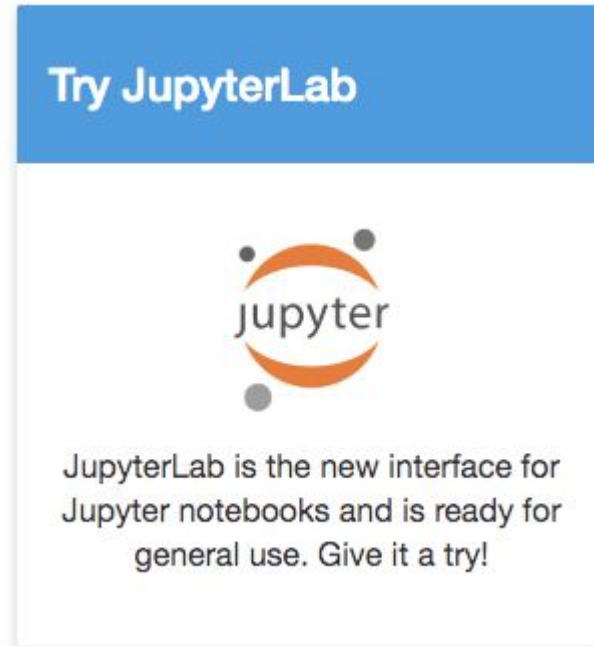 Try JupyterLab
jupyter
JupyterLab is the new interface for
Jupyter notebooks and is ready for
general use. Give it a try!